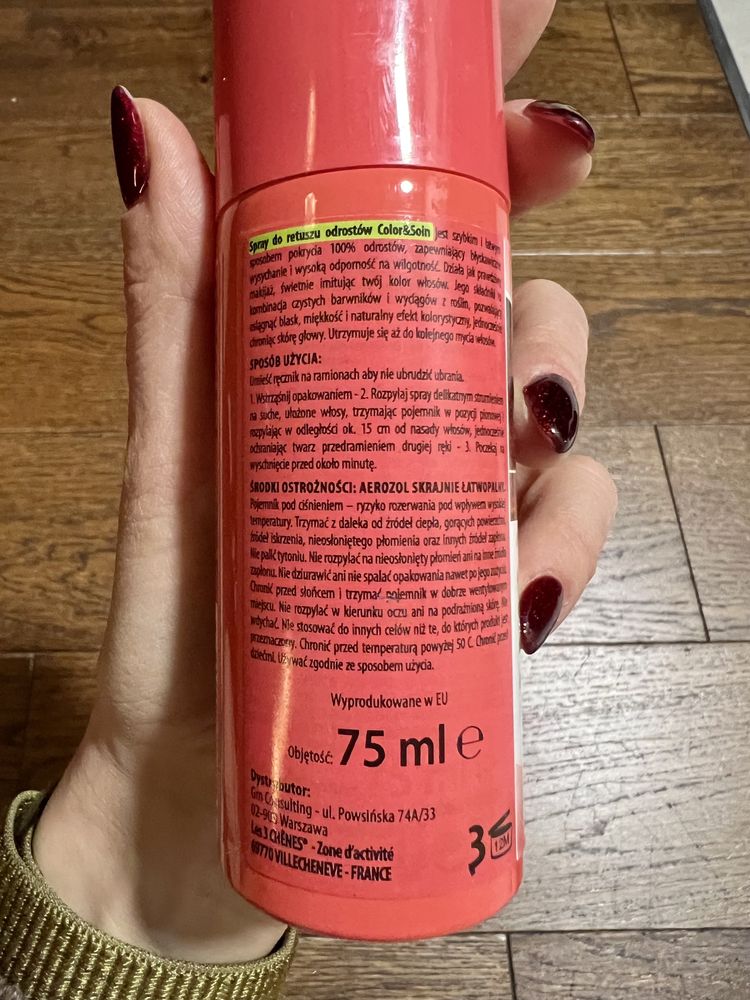 Spray do retuszu odrostów Color&Soin jest szybkim i łatwym
sposobem pokrycia 100% odrostów, zapewniający błyskawiczne
wysychanie i wysoką odporność na wilgotność. Działa jak prawdziwy
makijaż, świetnie imitując twój kolor włosów. Jego składniki to
kombinacja czystych barwników i wyciągów z roślin, pozwalająca
osiągnąć blask, miękkość i naturalny efekt kolorystyczny, jednocześnie
chroniąc skórę głowy. Utrzymuje się aż do kolejnego mycia włosów.
SPOSÓB UŻYCIA:
Umieść ręcznik na ramionach aby nie ubrudzić ubrania.
1. Wstrząśnij opakowaniem - 2. Rozpylaj spray delikatnym strumieniem
na suche, ułożone włosy, trzymając pojemnik w pozycji pionowej i
rozpylając w odległości ok. 15 cm od nasady włosów, jednocześnie
ochraniając twarz przedramieniem drugiej ręki - 3. Poczekaj na
wyschnięcie przed około minutę.
ŚRODKI OSTROŻNOŚCI: AEROZOL SKRAJNIE ŁATWOPALNY.
Pojemnik pod ciśnieniem – ryzyko rozerwania pod wpływem wysokiej
temperatury. Trzymać z daleka od źródeł ciepła, gorących powierzchni,
źródeł iskrzenia, nieosłoniętego płomienia oraz innych źródeł zapłonu.
Nie palić tytoniu. Nie rozpylać na nieosłonięty płomień ani na inne źródło
zapłonu. Nie dziurawić ani nie spalać opakowania nawet po jego zużyciu.
Chronić przed słońcem i trzymać pojemnik w dobrze wentylowanym
miejscu. Nie rozpylać w kierunku oczu ani na podrażnioną skórę. Nie
wdychać. Nie stosować do innych celów niż te, do których produkt jest
przeznaczony. Chronić przed temperaturą powyżej 50 C. Chronić przed
dziećmi. Używać zgodnie ze sposobem użycia.
Wyprodukowane w EU
Objętość: 75 ml e
Dystrybutor:
Gm Consulting - ul. Powsińska 74A/33
02-903 Warszawa
Les 3 CHÊNES® - Zone d'activité
69770 VILLECHENEVE - FRANCE
3
12M